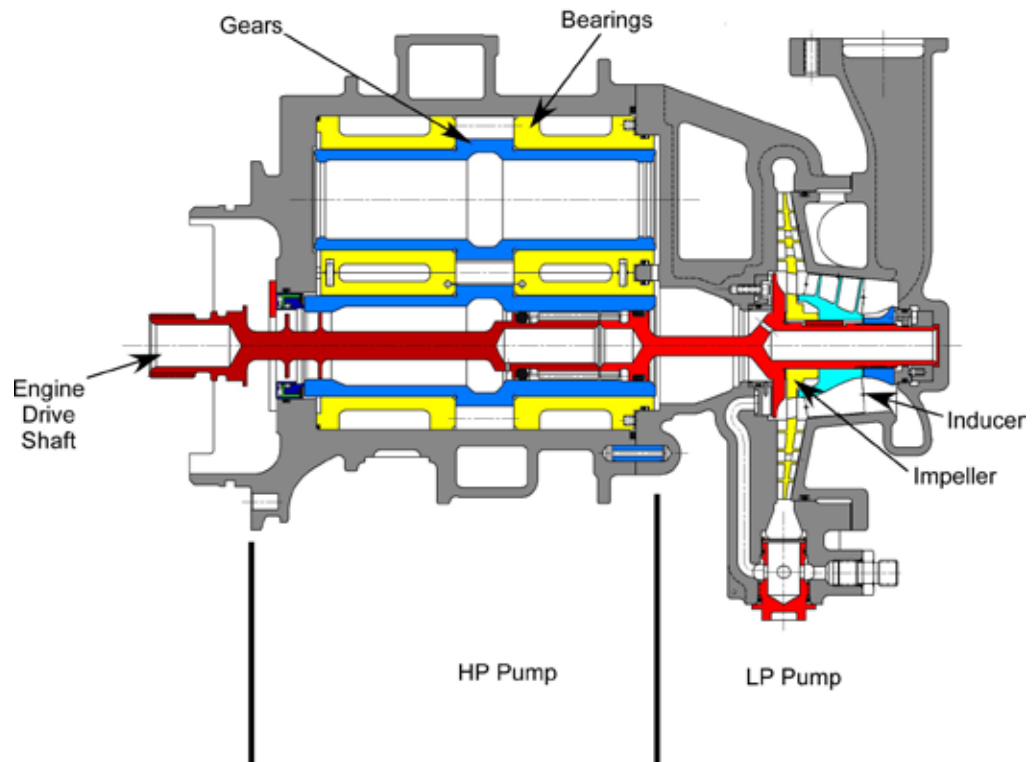 Gears
Bearings
Engine
Drive
Shaft
Inducer
Impeller
HP Pump
LP Pump